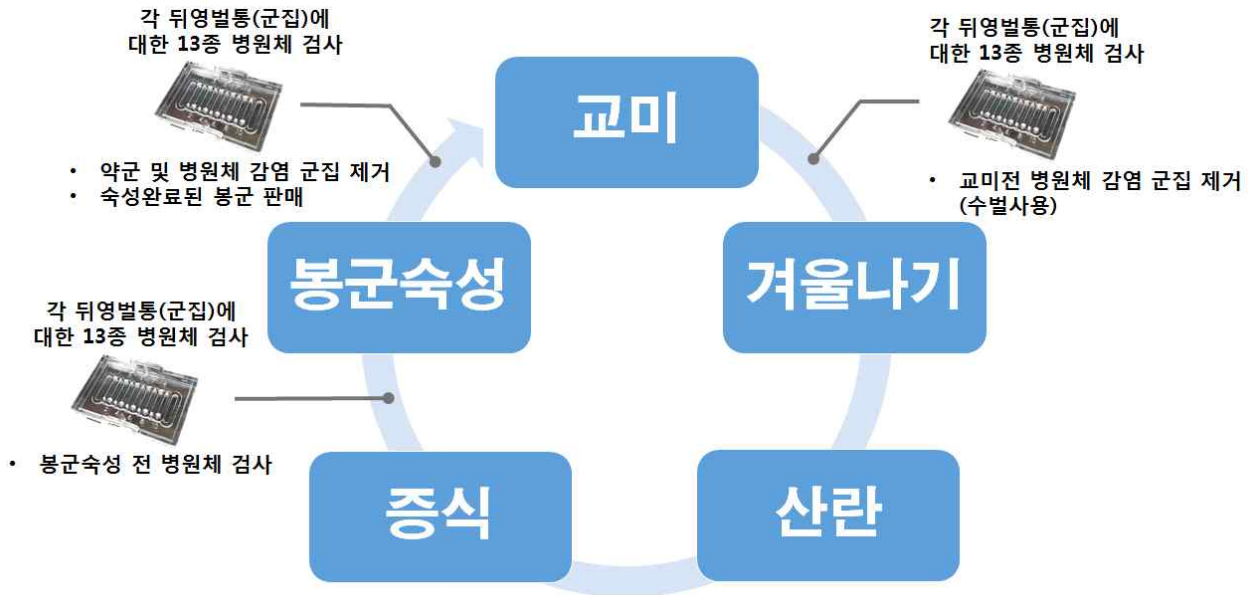 각 뒤영벌통(군집)에
대한 13종 병원체 검사
• 약군 및 병원체 감염 군집 제거
• 숙성완료된 봉군 판매
각 뒤영벌통(군집)에
대한 13종 병원체 검사
• 교미전 병원체 감염 군집 제거
(수벌사용)
교미
봉군숙성
겨울나기
각 뒤영벌통(군집)에
대한 13종 병원체 검사
• 봉군숙성 전 병원체 검사
증식
산란